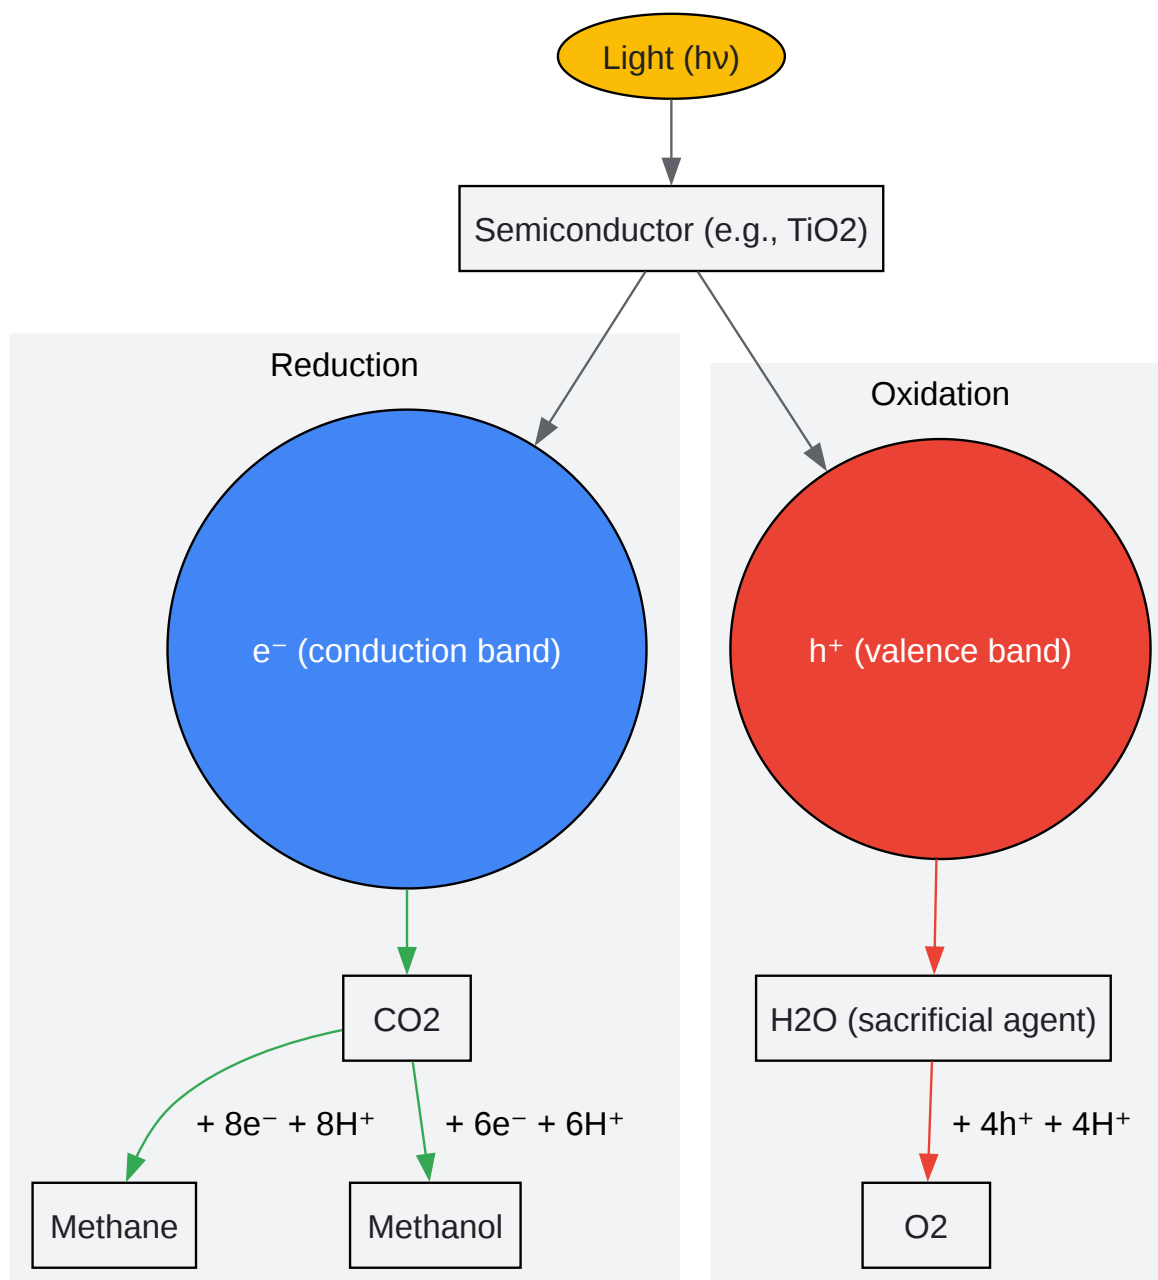 Light (hν)
Semiconductor (e.g., TiO2)
Reduction
Oxidation
e⁻ (conduction band)
h⁺ (valence band)
CO2
H2O (sacrificial agent)
+ 8e⁻ + 8H⁺
+ 6e⁻ + 6H⁺
+ 4h⁺ + 4H⁺
Methane
Methanol
O2